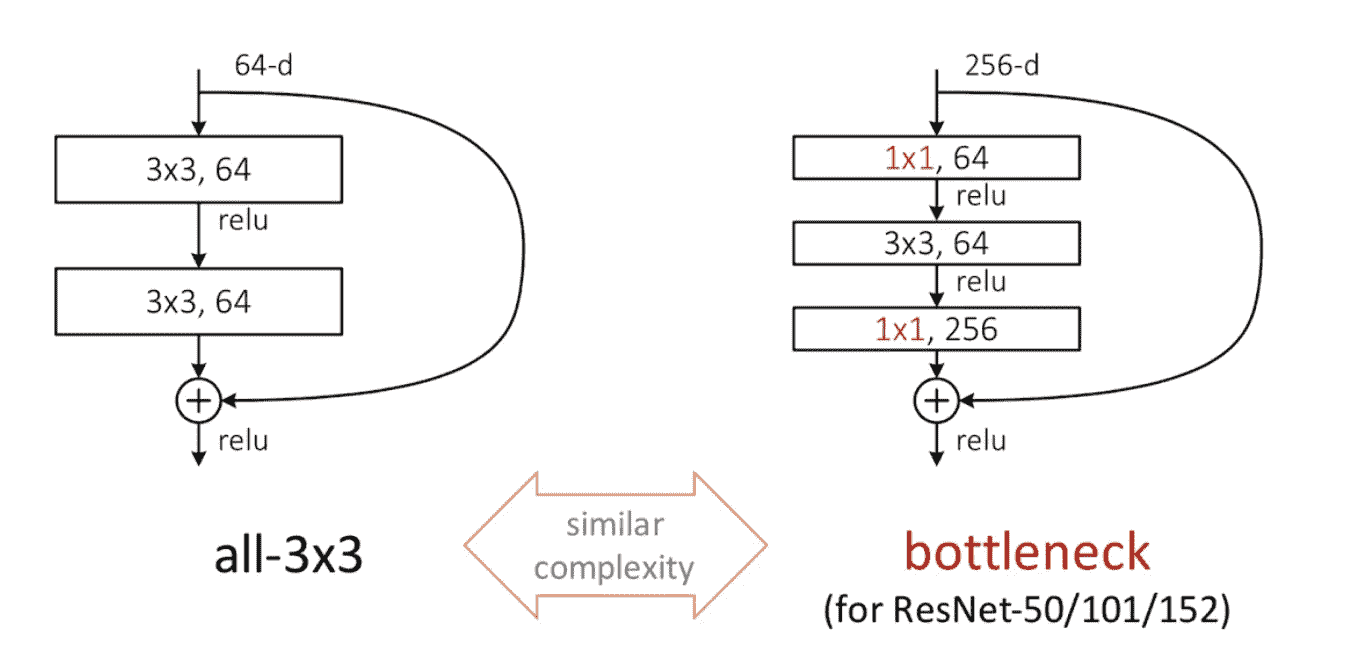 64-d
3x3, 64
relu
3x3, 64
+
relu
all-3x3
similar
complexity
256-d
1x1, 64
relu
3x3, 64
relu
1x1, 256
+
relu
bottleneck
(for ResNet-50/101/152)